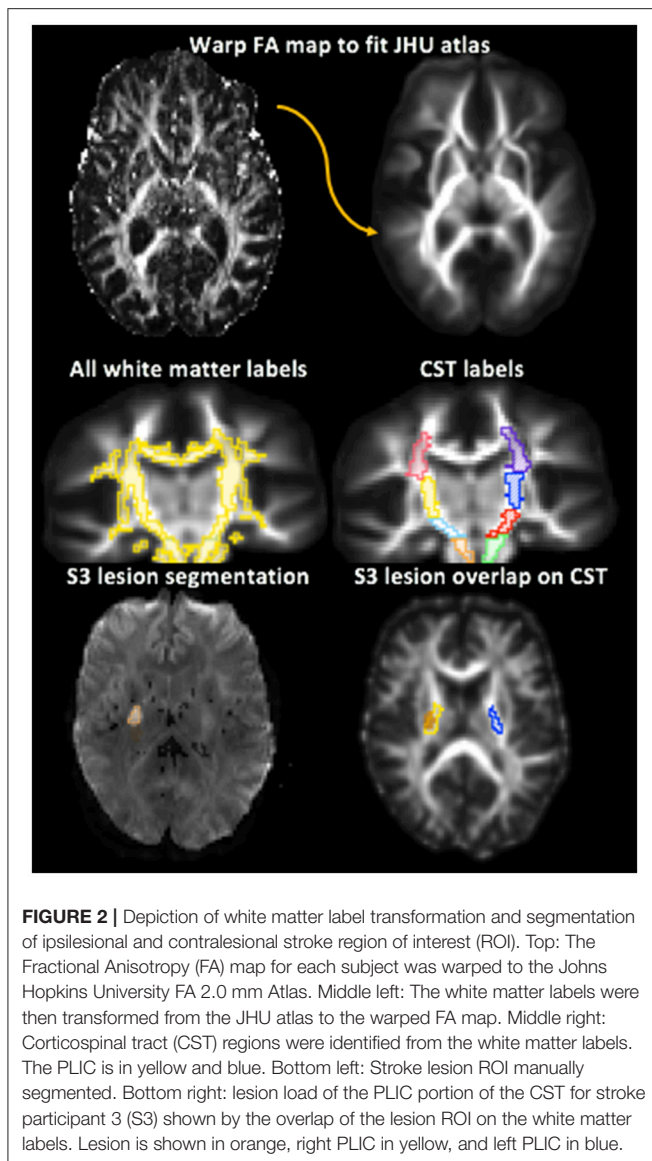 Warp FA map to fit JHU atlas
All white matter labels
CST labels
S3 lesion segmentation
S3 lesion overlap on CST
FIGURE 2 | Depiction of white matter label transformation and segmentation
of ipsilesional and contralesional stroke region of interest (ROI). Top: The
Fractional Anisotropy (FA) map for each subject was warped to the Johns
Hopkins University FA 2.0 mm Atlas. Middle left: The white matter labels were
then transformed from the JHU atlas to the warped FA map. Middle right:
Corticospinal tract (CST) regions were identified from the white matter labels.
The PLIC is in yellow and blue. Bottom left: Stroke lesion ROI manually
segmented. Bottom right: lesion load of the PLIC portion of the CST for stroke
participant 3 (S3) shown by the overlap of the lesion ROI on the white matter
labels. Lesion is shown in orange, right PLIC in yellow, and left PLIC in blue.